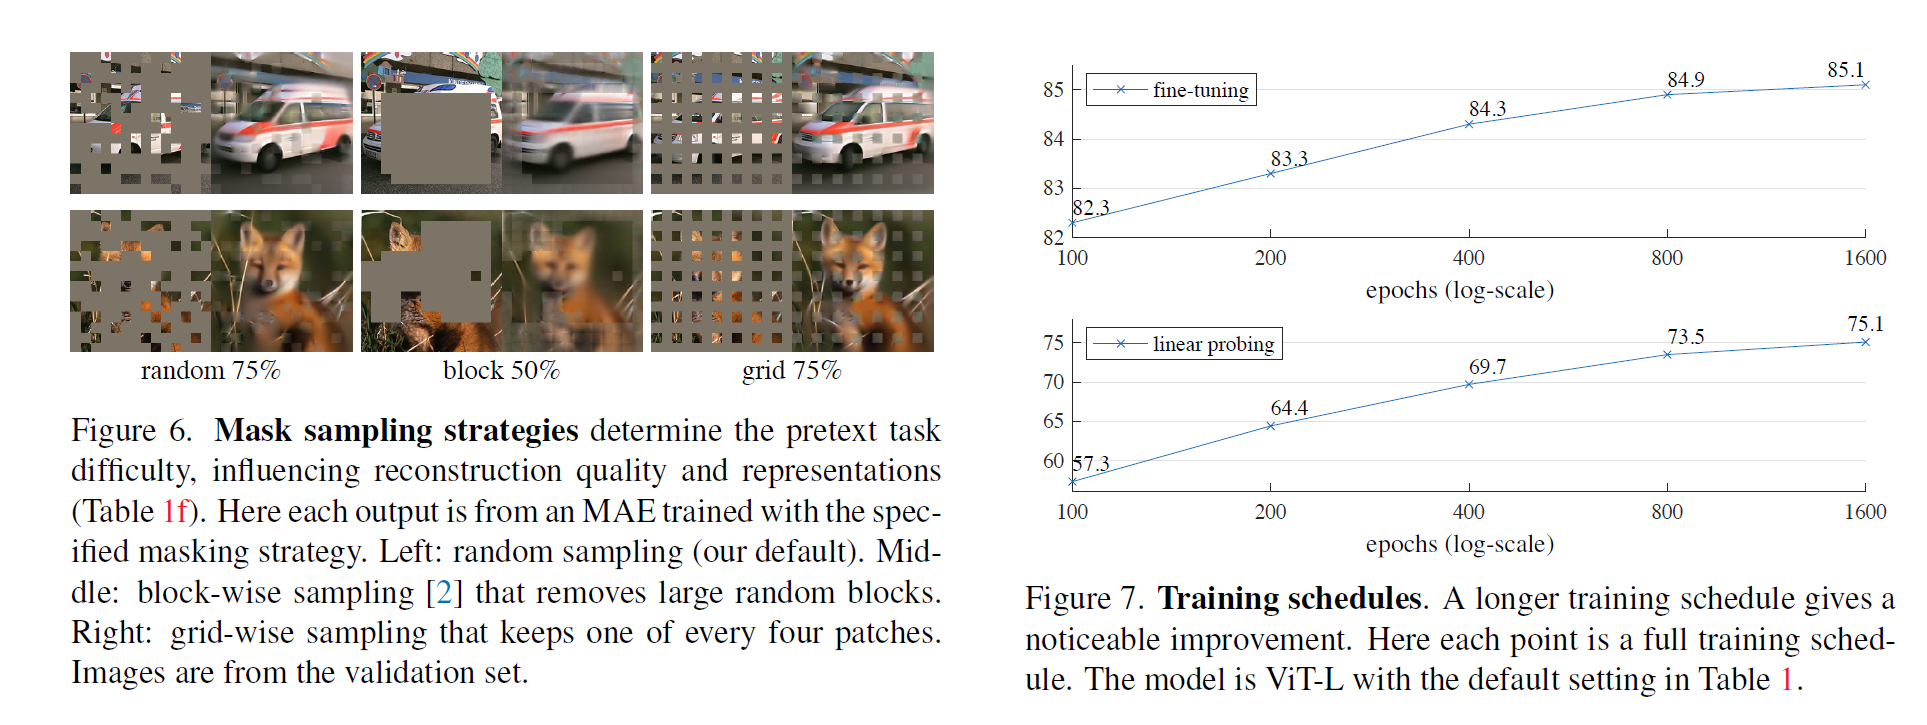 random 75%
block 50%
grid 75%
Figure 6. Mask sampling strategies determine the pretext task
difficulty, influencing reconstruction quality and representations
(Table 1f). Here each output is from an MAE trained with the spec-
ified masking strategy. Left: random sampling (our default). Mid-
dle: block-wise sampling [2] that removes large random blocks.
Right: grid-wise sampling that keeps one of every four patches.
Images are from the validation set.
fine-tuning
85
84
83
82
82.3
83.3
84.3
84.9
85.1
100
200
400
800
1600
epochs (log-scale)
linear probing
75
70
65
60
57.3
64.4
69.7
73.5
75.1
100
200
400
800
1600
epochs (log-scale)
Figure 7. Training schedules. A longer training schedule gives a
noticeable improvement. Here each point is a full training sched-
ule. The model is ViT-L with the default setting in Table 1.